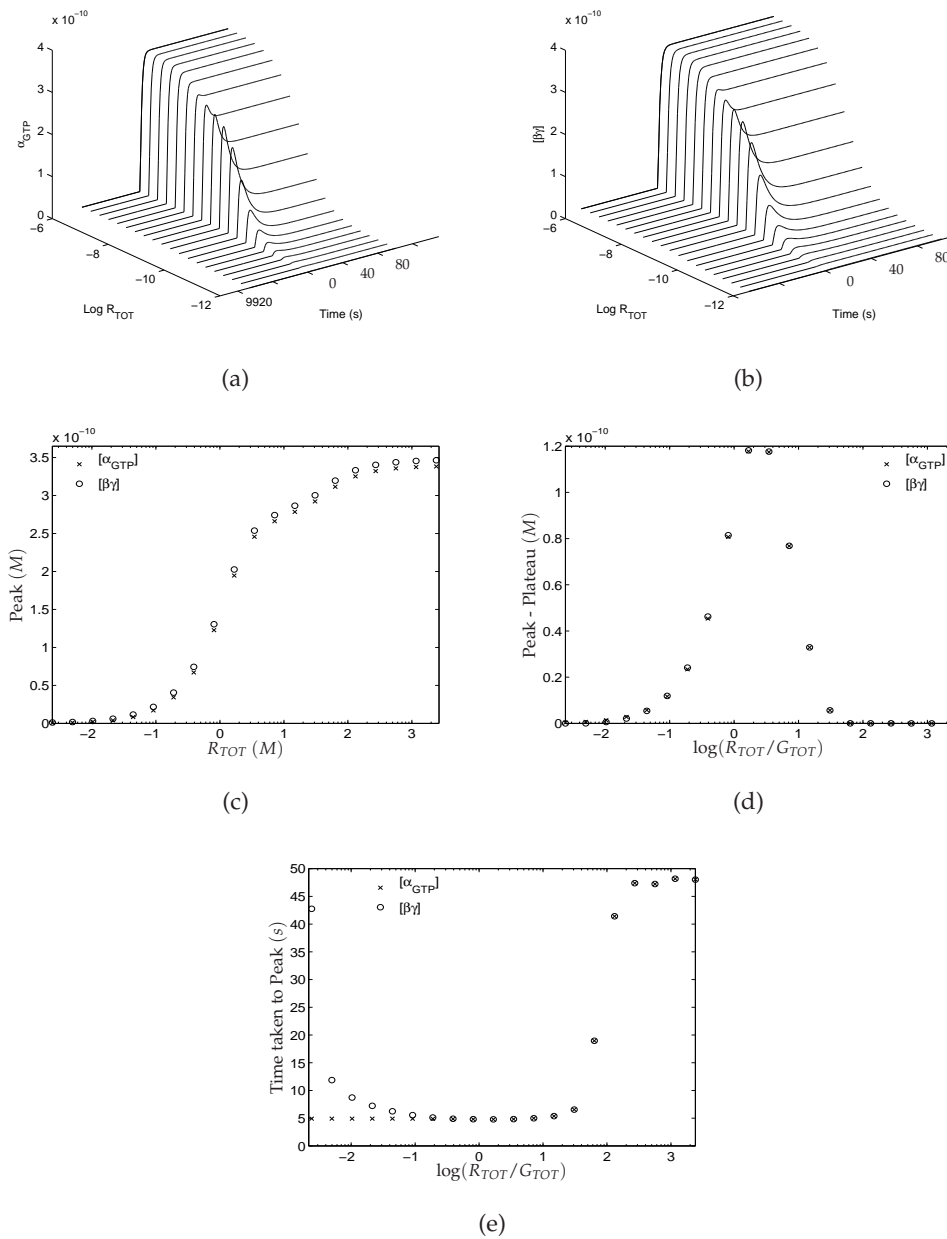 x 10⁻¹⁰
4
3
2
1
0
α_GTP
−6
−8
−10
−12
Log R_TOT
9920
0
40
80
Time (s)
(a)
x 10⁻¹⁰
4
3
2
1
0
[βγ]
−6
−8
−10
−12
Log R_TOT
0
40
80
Time (s)
(b)
x 10⁻¹⁰
3.5
3
2.5
2
1.5
1
0.5
0
Peak (M)
× [α_GTP]
○ [βγ]
−2 −1 0 1 2 3
R_TOT (M)
(c)
x 10⁻¹⁰
1.2
1
0.8
0.6
0.4
0.2
0
Peak - Plateau (M)
× [α_GTP]
○ [βγ]
−2 −1 0 1 2 3
log(R_TOT/G_TOT)
(d)
50
45
40
35
30
25
20
15
10
5
0
Time taken to Peak (s)
× [α_GTP]
○ [βγ]
−2 −1 0 1 2 3
log(R_TOT/G_TOT)
(e)